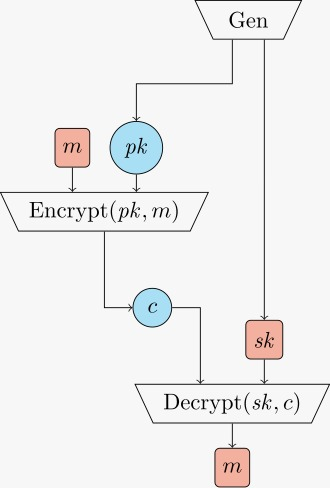 Gen
m
pk
Encrypt(pk, m)
c
sk
Decrypt(sk, c)
m